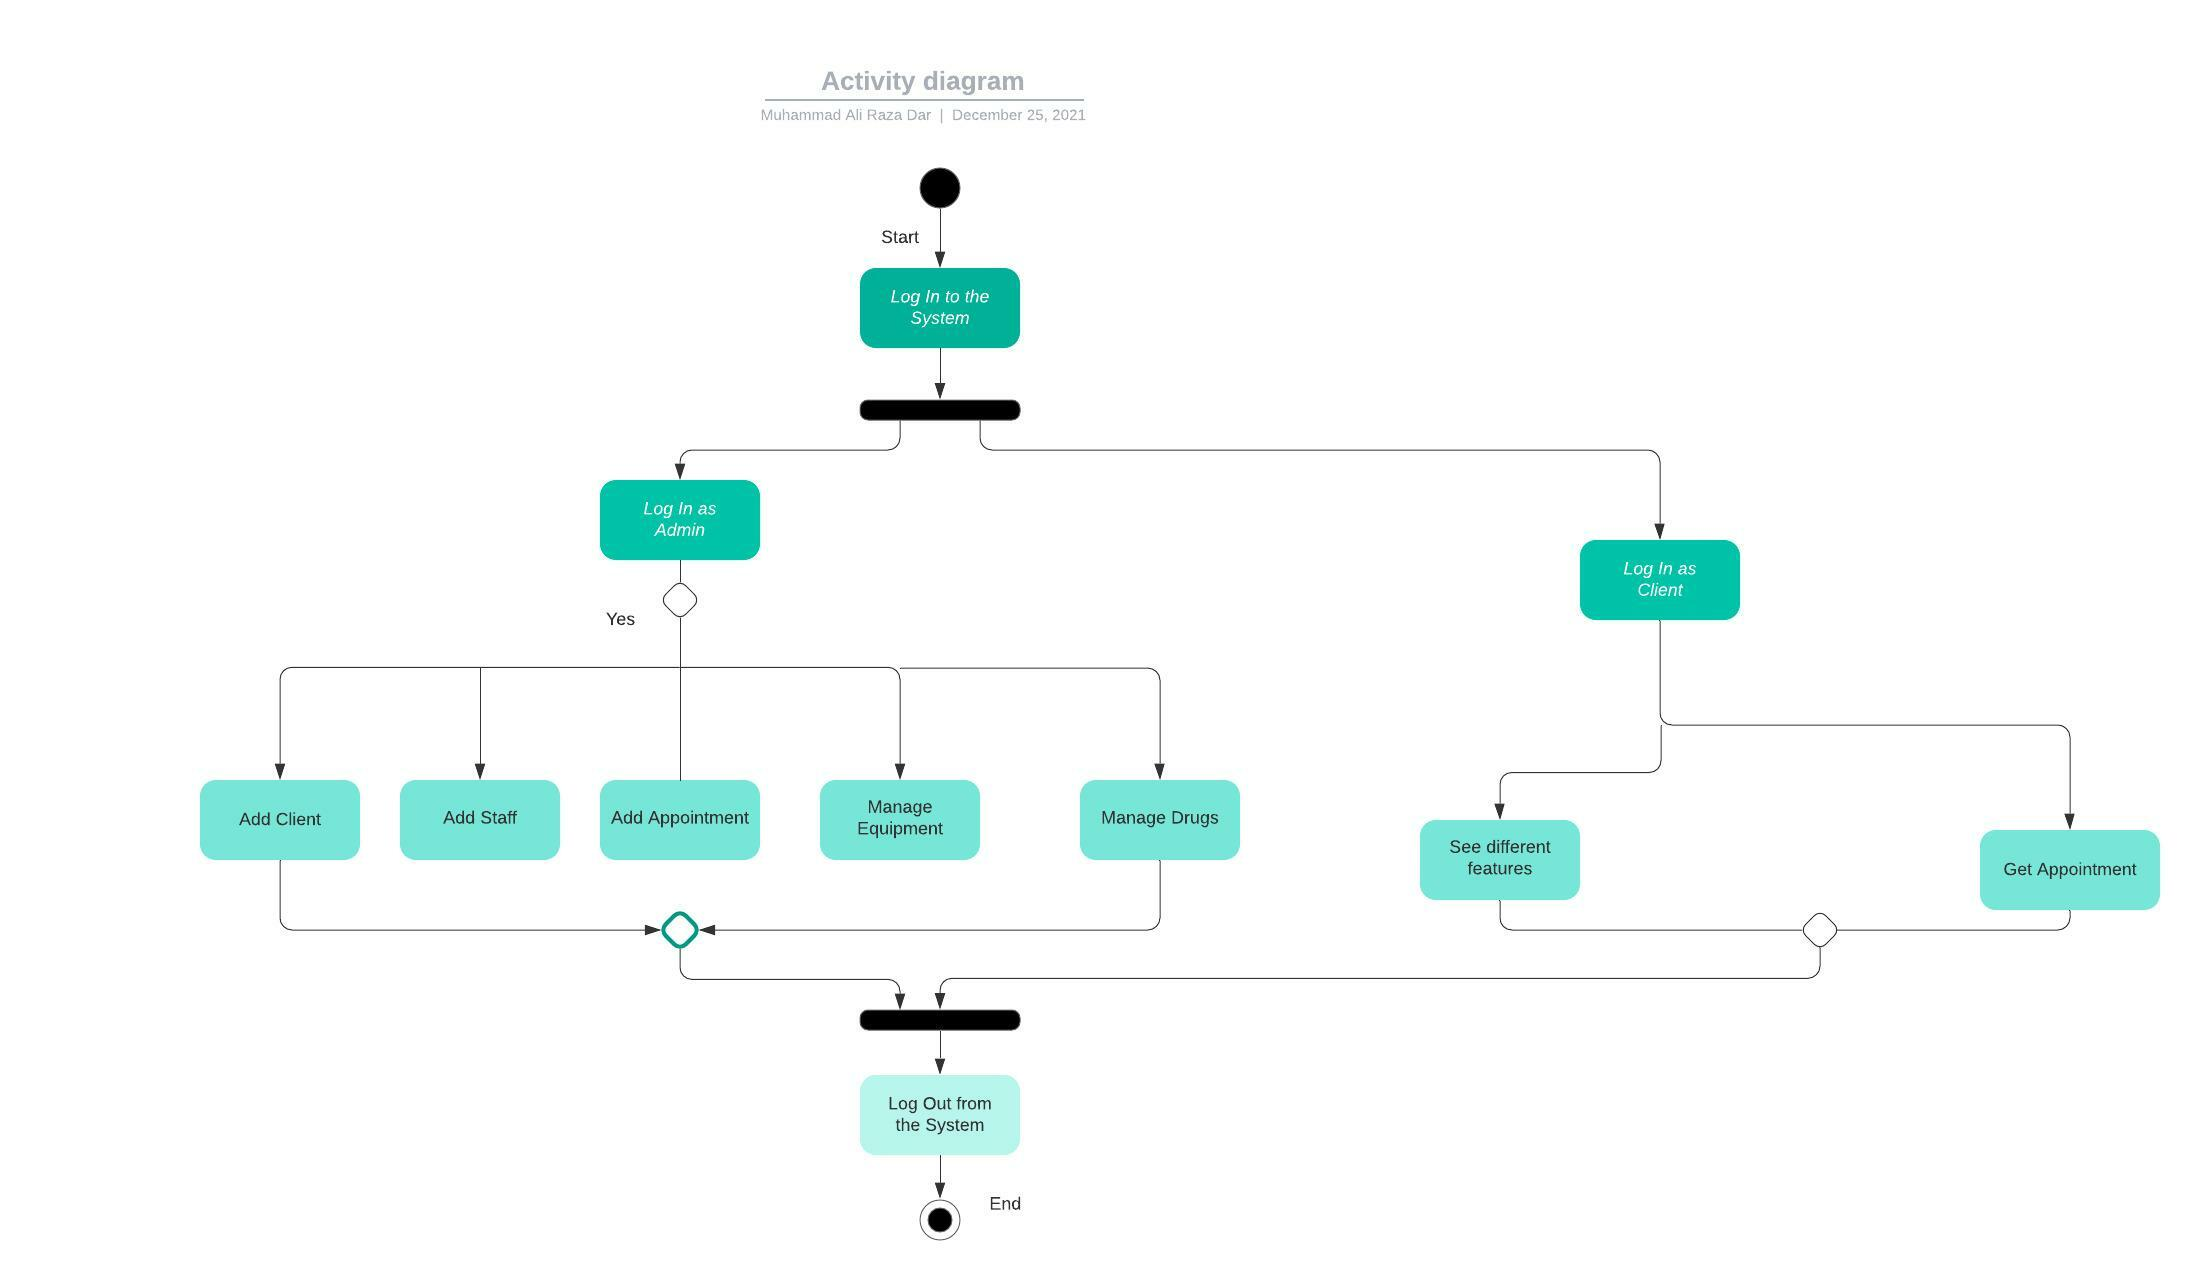 Activity diagram
Muhammad Ali Raza Dar | December 25, 2021
Start
Log In to the
System
Log In as
Admin
Log In as
Client
Yes
Add Client
Add Staff
Add Appointment
Manage
Equipment
Manage Drugs
See different
features
Get Appointment
Log Out from
the System
End